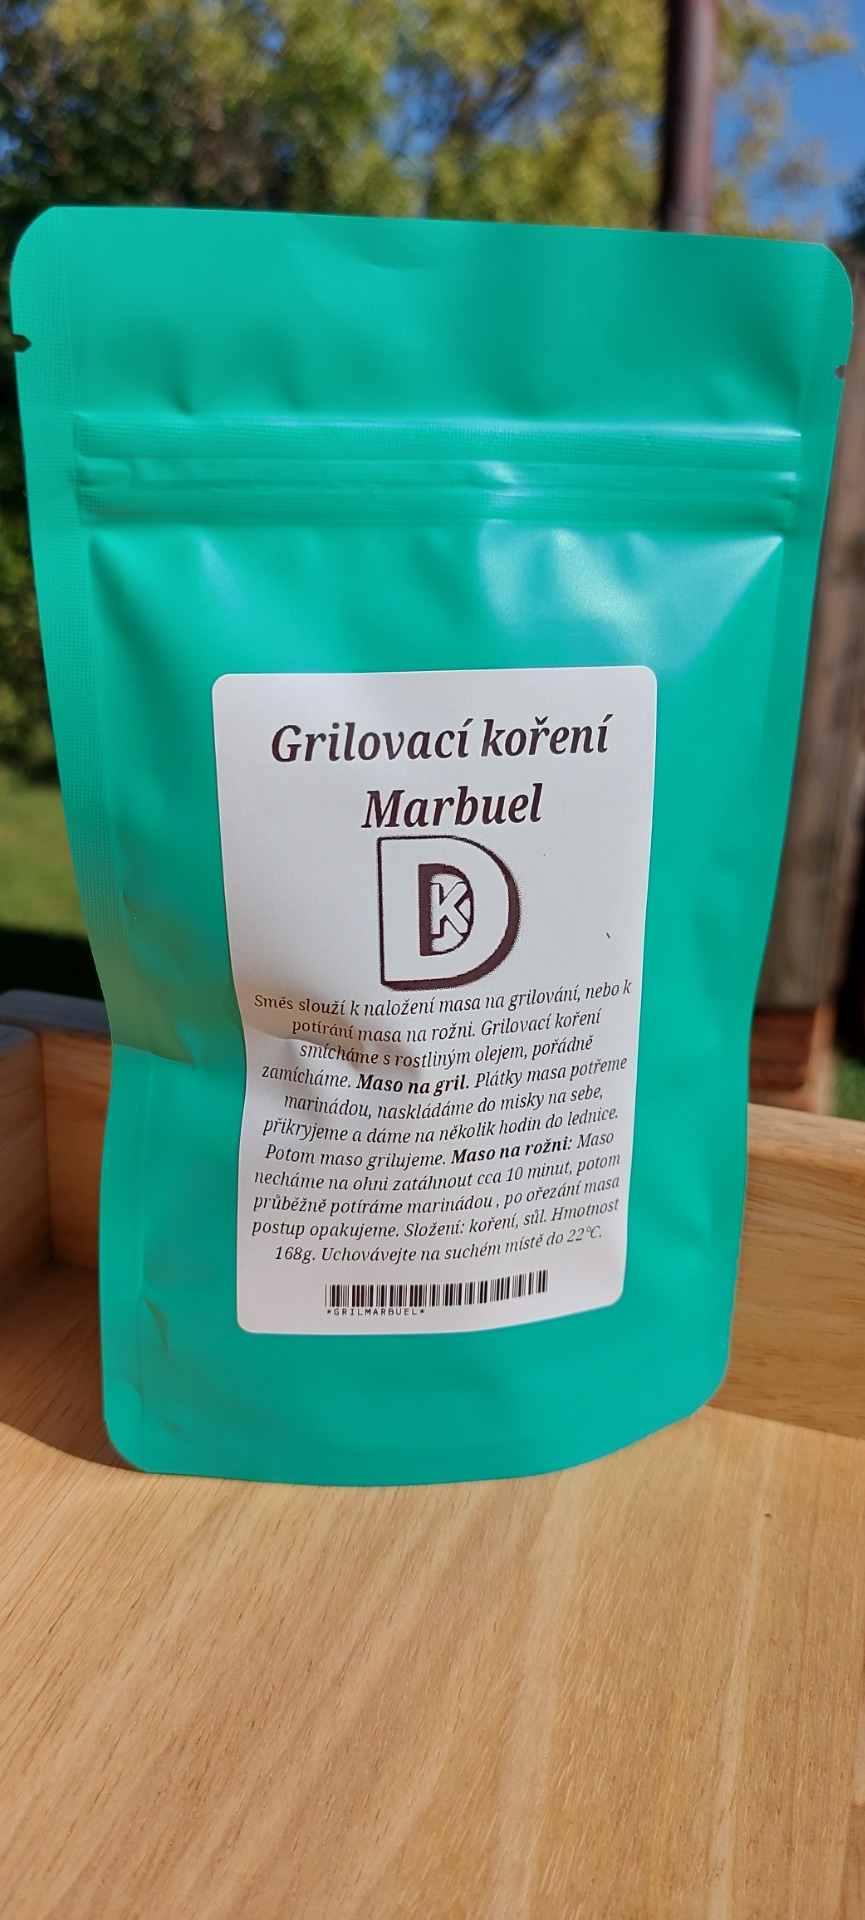 Grilovací koření
Marbuel
DK
Směs slouží k naložení masa na grilování, nebo k
potírání masa na rožni. Grilovací koření
smícháme s rostliným olejem, pořádně
zamícháme. Maso na gril. Plátky masa potřeme
marinádou, naskládáme do misky na sebe,
přikryjeme a dáme na několik hodin do lednice.
Potom maso grilujeme. Maso na rožni: Maso
necháme na ohni zatáhnout cca 10 minut, potom
průběžně potíráme marinádou , po ořezání masa
postup opakujeme. Složení: koření, sůl. Hmotnost
168g. Uchovávejte na suchém místě do 22°C.
*GRILMARBUEL*